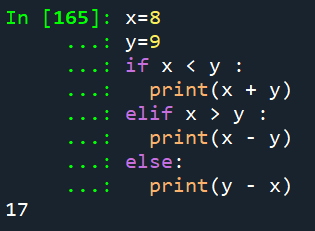 In [165]: x=8
...: y=9
...: if x < y :
...:   print(x + y)
...: elif x > y :
...:   print(x - y)
...: else:
...:   print(y - x)
17